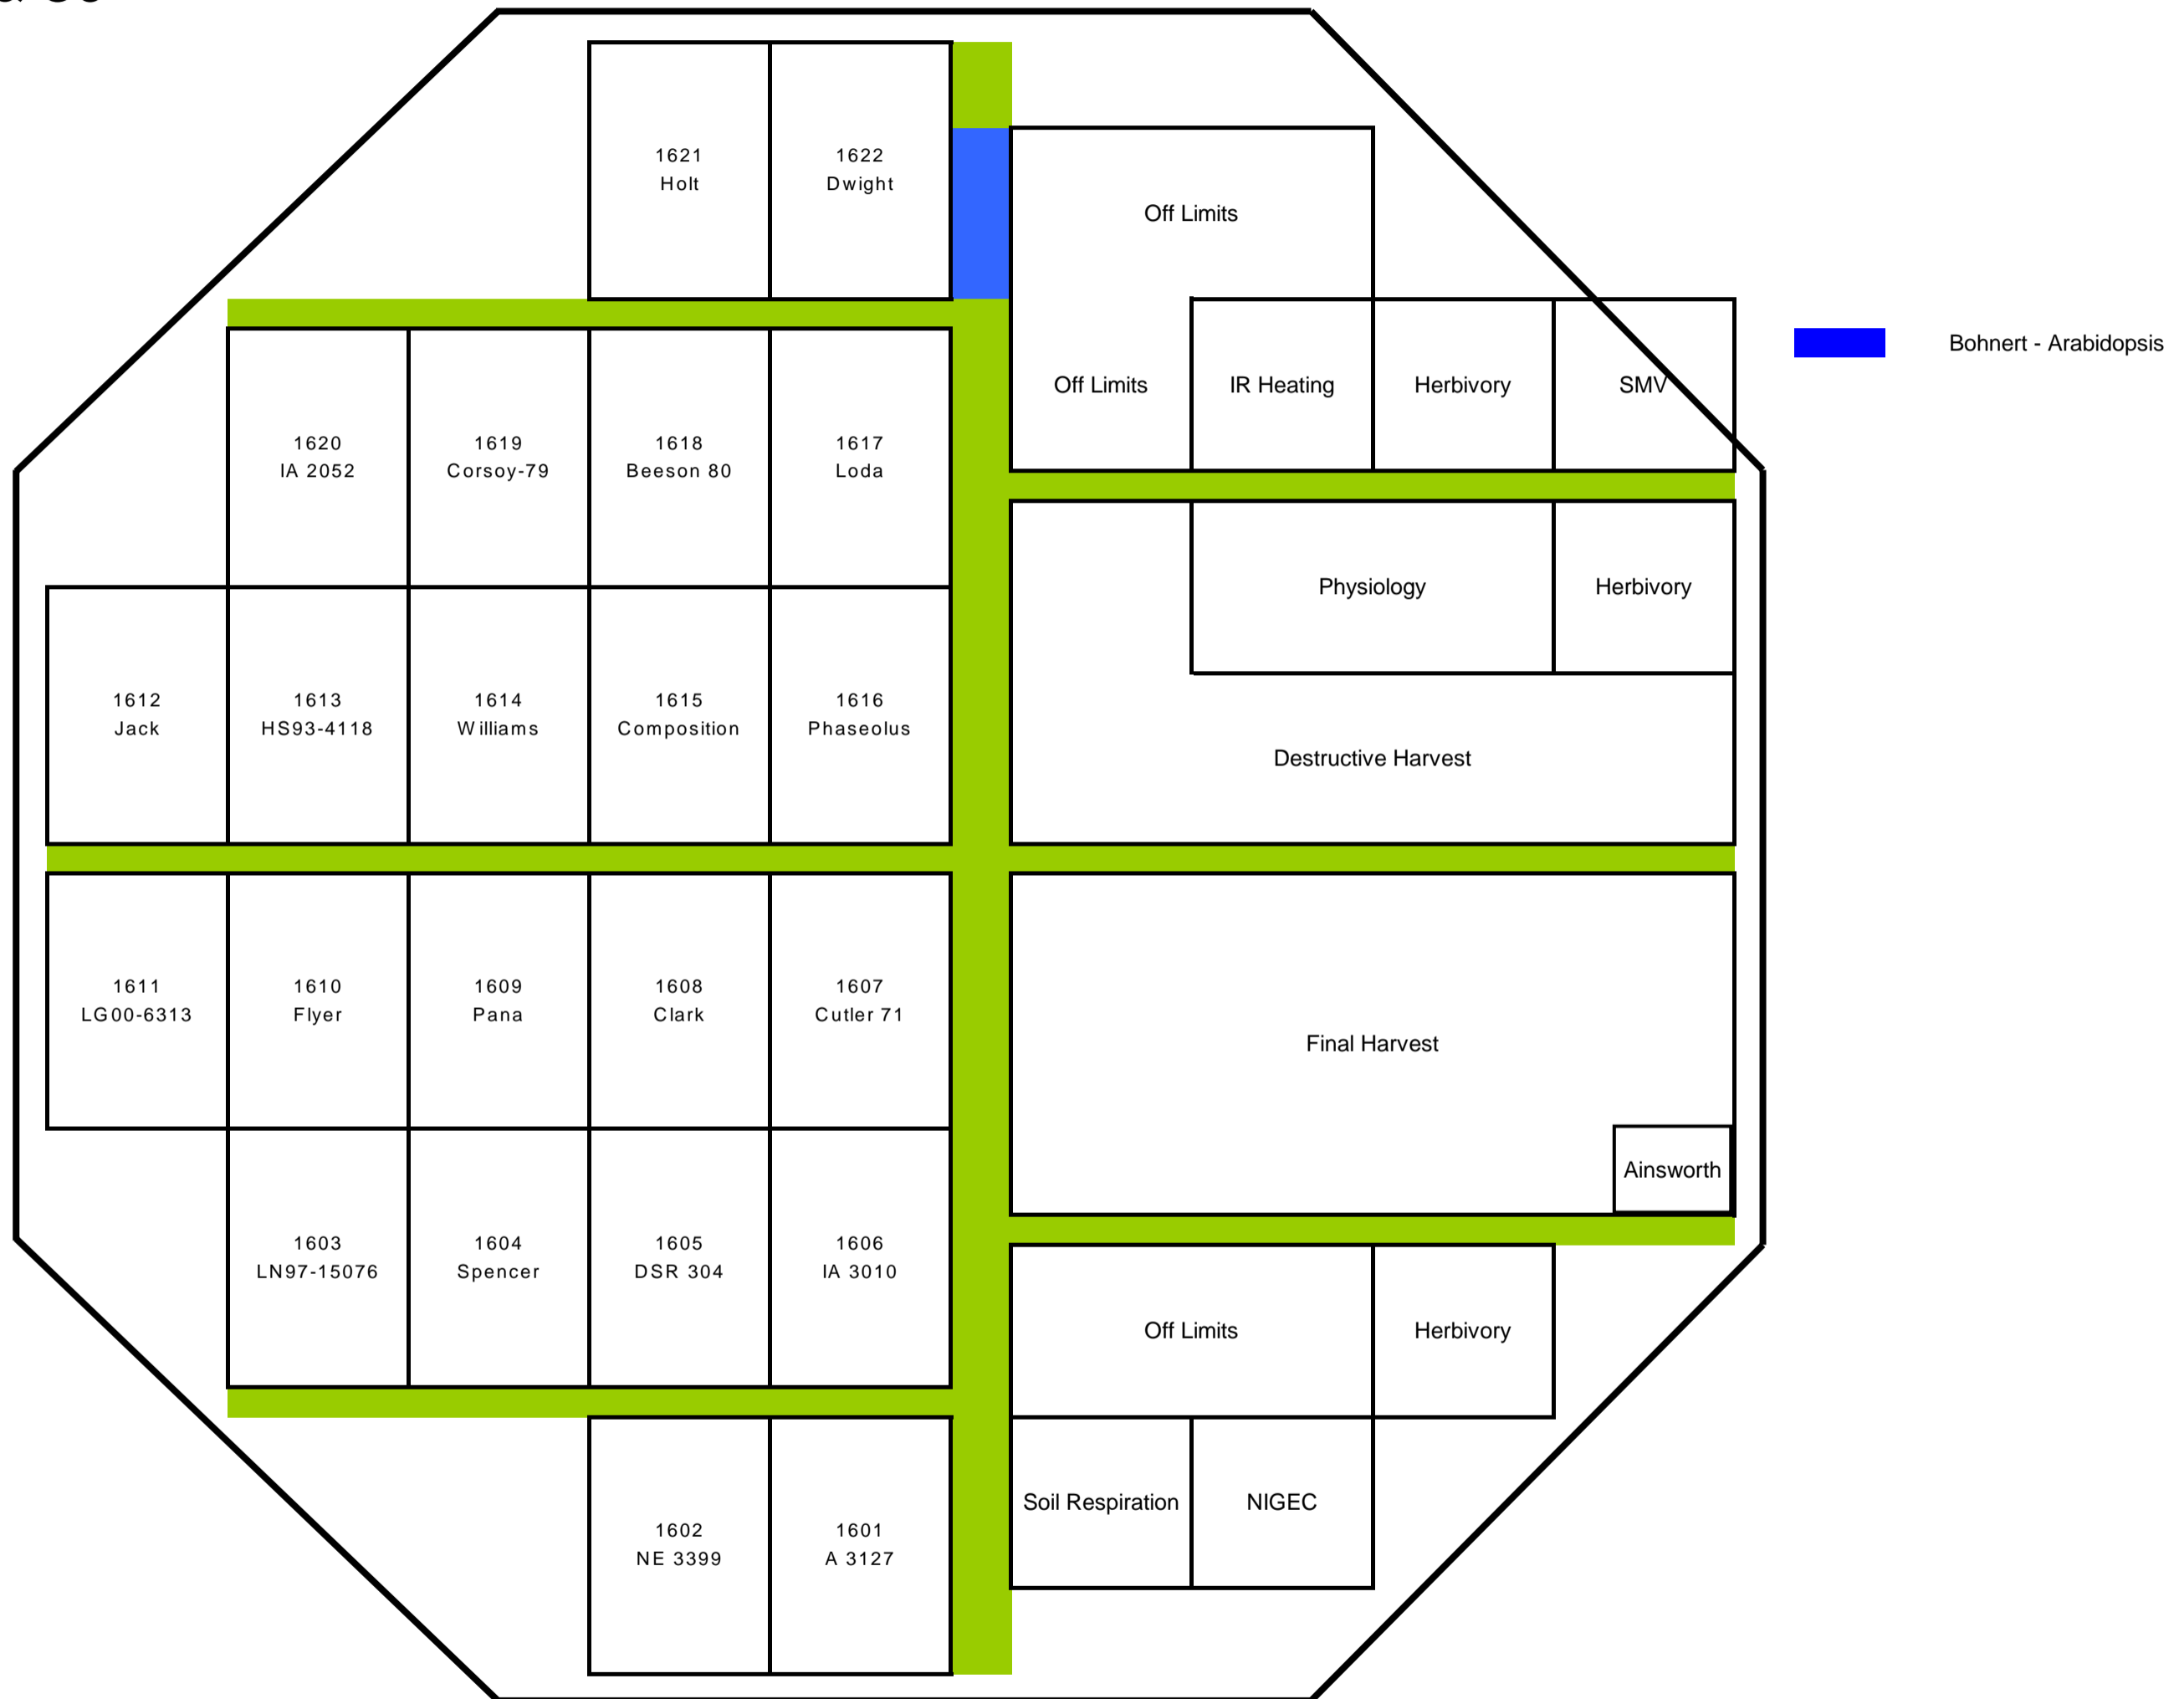 1621
Holt
1622
Dwight
Off Limits
Off Limits
IR Heating
Herbivory
SMV
Bohnert - Arabidopsis
1620
IA 2052
1619
Corsoy-79
1618
Beeson 80
1617
Loda
Physiology
Herbivory
1612
Jack
1613
HS93-4118
1614
Williams
1615
Composition
1616
Phaseolus
Destructive Harvest
1611
LG00-6313
1610
Flyer
1609
Pana
1608
Clark
1607
Cutler 71
Final Harvest
Ainsworth
1603
LN97-15076
1604
Spencer
1605
DSR 304
1606
IA 3010
Off Limits
Herbivory
Soil Respiration
NIGEC
1602
NE 3399
1601
A 3127